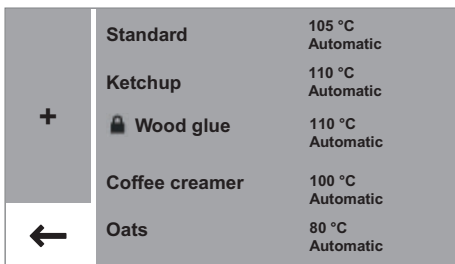 Standard 105 °C
Automatic
Ketchup 110 °C
Automatic
+
Wood glue 110 °C
Automatic
Coffee creamer 100 °C
Automatic
Oats 80 °C
Automatic